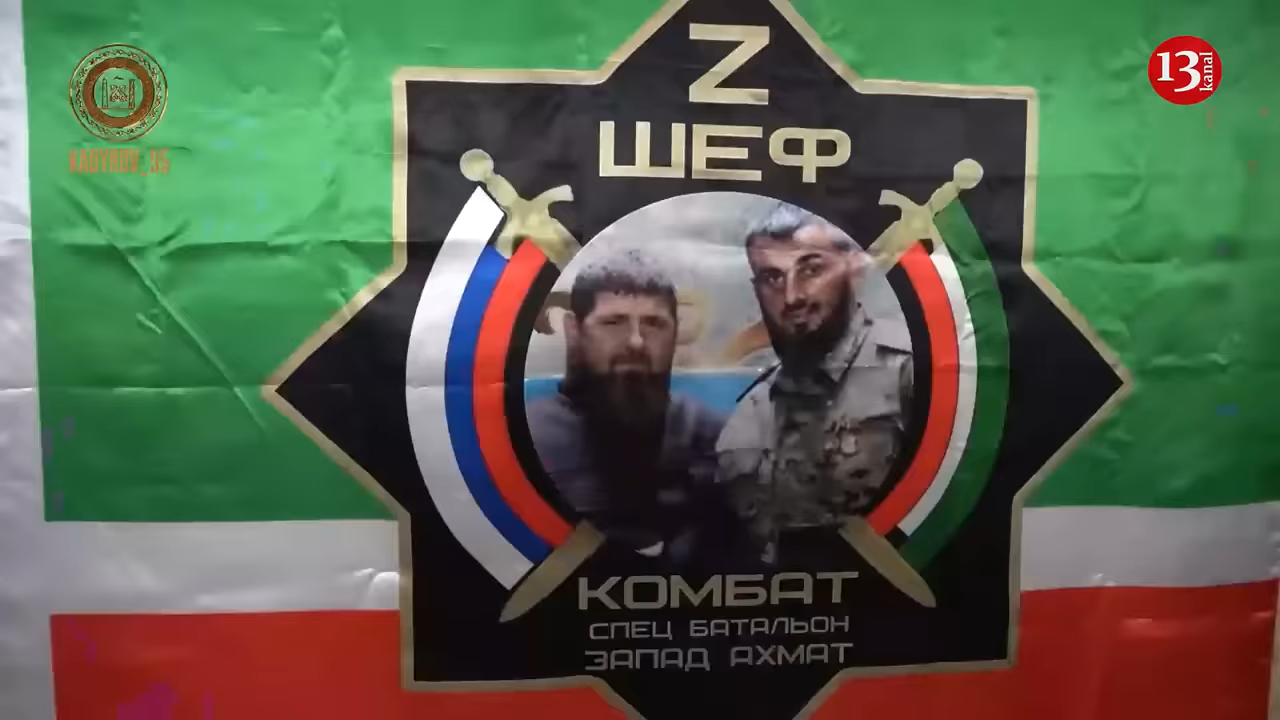 Z
ШЕФ
КОМБАТ
СПЕЦ БАТАЛЬОН
ЗАПАД АХМАТ
KADYROV_95
13
kanal